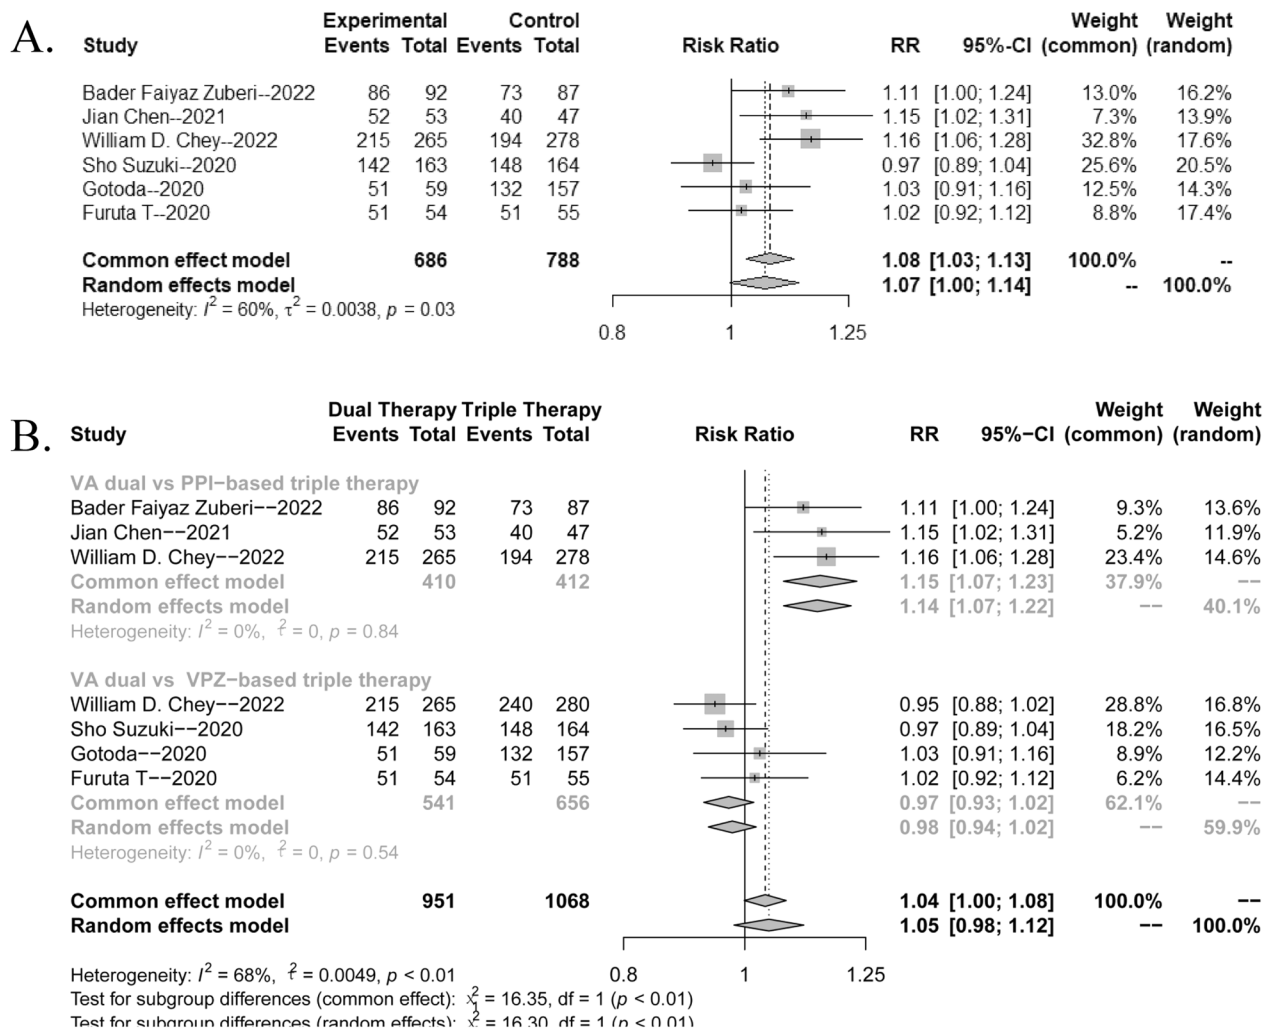 A.
Experimental Control Weight Weight
Study Events Total Events Total Risk Ratio RR 95%-CI (common) (random)
Bader Faiyaz Zuberi--2022 86 92 73 87 1.11 [1.00; 1.24] 13.0% 16.2%
Jian Chen--2021 52 53 40 47 1.15 [1.02; 1.31] 7.3% 13.9%
William D. Chey--2022 215 265 194 278 1.16 [1.06; 1.28] 32.8% 17.6%
Sho Suzuki--2020 142 163 148 164 0.97 [0.89; 1.04] 25.6% 20.5%
Gotoda--2020 51 59 132 157 1.03 [0.91; 1.16] 12.5% 14.3%
Furuta T--2020 51 54 51 55 1.02 [0.92; 1.12] 8.8% 17.4%
Common effect model 686 788 1.08 [1.03; 1.13] 100.0% --
Random effects model 1.07 [1.00; 1.14] -- 100.0%
Heterogeneity: I² = 60%, τ² = 0.0038, p = 0.03
0.8 1 1.25
B.
Dual Therapy Triple Therapy Weight Weight
Study Events Total Events Total Risk Ratio RR 95%−CI (common) (random)
VA dual vs PPI−based triple therapy
Bader Faiyaz Zuberi−−2022 86 92 73 87 1.11 [1.00; 1.24] 9.3% 13.6%
Jian Chen−−2021 52 53 40 47 1.15 [1.02; 1.31] 5.2% 11.9%
William D. Chey−−2022 215 265 194 278 1.16 [1.06; 1.28] 23.4% 14.6%
Common effect model 410 412 1.15 [1.07; 1.23] 37.9% −−
Random effects model 1.14 [1.07; 1.22] −− 40.1%
Heterogeneity: I² = 0%, τ² = 0, p = 0.84
VA dual vs VPZ−based triple therapy
William D. Chey−−2022 215 265 240 280 0.95 [0.88; 1.02] 28.8% 16.8%
Sho Suzuki−−2020 142 163 148 164 0.97 [0.89; 1.04] 18.2% 16.5%
Gotoda−−2020 51 59 132 157 1.03 [0.91; 1.16] 8.9% 12.2%
Furuta T−−2020 51 54 51 55 1.02 [0.92; 1.12] 6.2% 14.4%
Common effect model 541 656 0.97 [0.93; 1.02] 62.1% −−
Random effects model 0.98 [0.94; 1.02] −− 59.9%
Heterogeneity: I² = 0%, τ² = 0, p = 0.54
Common effect model 951 1068 1.04 [1.00; 1.08] 100.0% −−
Random effects model 1.05 [0.98; 1.12] −− 100.0%
Heterogeneity: I² = 68%, τ² = 0.0049, p < 0.01
0.8 1 1.25
Test for subgroup differences (common effect): χ²₁ = 16.35, df = 1 (p < 0.01)
Test for subgroup differences (random effects): χ² = 16.30, df = 1 (p < 0.01)